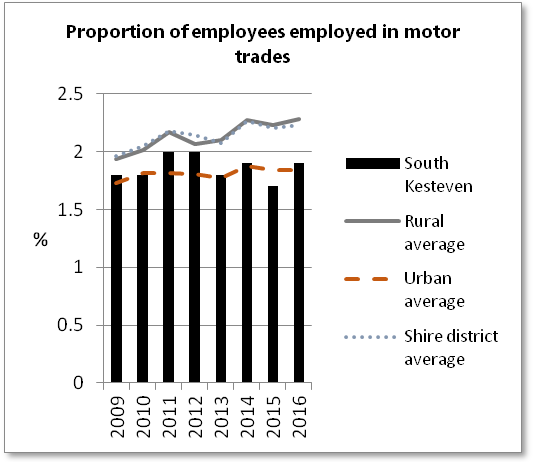 Proportion of employees employed in motor
trades
2.5
2
1.5
1
0.5
0
%
2009
2010
2011
2012
2013
2014
2015
2016
South
Kesteven
Rural
average
Urban
average
Shire district
average